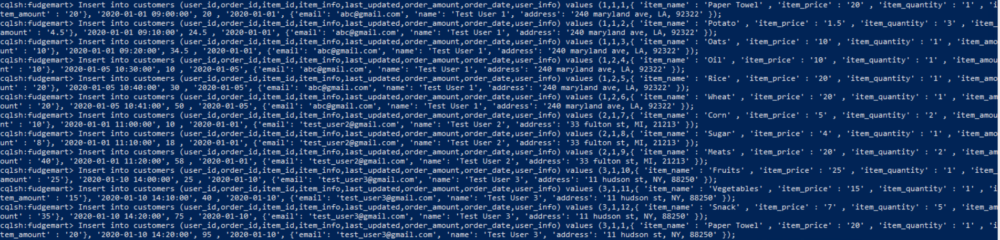 cqlsh:fudgemart> Insert into customers (user_id,order_id,item_id,item_info,last_updated,order_amount,order_date,user_info) values (1,1,1,{ 'item_name' : 'Paper Towel' , 'item_price' : '20' , 'item_quantity' : '1' , 'i
tem_amount' : '20'}, '2020-01-01 09:00:00', 20 , '2020-01-01', {'email': 'abc@gmail.com', 'name': 'Test User 1', 'address': '240 maryland ave, LA, 92322' });
cqlsh:fudgemart> Insert into customers (user_id,order_id,item_id,item_info,last_updated,order_amount,order_date,user_info) values (1,1,2,{ 'item_name' : 'Potato' , 'item_price' : '1.5' , 'item_quantity' : '3' , 'item_
amount' : '4.5'}, '2020-01-01 09:10:00', 24.5 , '2020-01-01', {'email': 'abc@gmail.com', 'name': 'Test User 1', 'address': '240 maryland ave, LA, 92322' });
cqlsh:fudgemart> Insert into customers (user_id,order_id,item_id,item_info,last_updated,order_amount,order_date,user_info) values (1,1,3,{ 'item_name' : 'Oats' , 'item_price' : '10' , 'item_quantity' : '1' , 'item_amo
unt' : '10'}, '2020-01-01 09:20:00', 34.5 , '2020-01-01', {'email': 'abc@gmail.com', 'name': 'Test User 1', 'address': '240 maryland ave, LA, 92322' });
cqlsh:fudgemart> Insert into customers (user_id,order_id,item_id,item_info,last_updated,order_amount,order_date,user_info) values (1,2,4,{ 'item_name' : 'Oil' , 'item_price' : '10' , 'item_quantity' : '1' , 'item_amou
nt' : '10'}, '2020-01-05 10:30:00', 10 , '2020-01-05', {'email': 'abc@gmail.com', 'name': 'Test User 1', 'address': '240 maryland ave, LA, 92322' });
cqlsh:fudgemart> Insert into customers (user_id,order_id,item_id,item_info,last_updated,order_amount,order_date,user_info) values (1,2,5,{ 'item_name' : 'Rice' , 'item_price' : '20' , 'item_quantity' : '1' , 'item_amo
unt' : '20'}, '2020-01-05 10:40:00', 30 , '2020-01-05', {'email': 'abc@gmail.com', 'name': 'Test User 1', 'address': '240 maryland ave, LA, 92322' });
cqlsh:fudgemart> Insert into customers (user_id,order_id,item_id,item_info,last_updated,order_amount,order_date,user_info) values (1,2,6,{ 'item_name' : 'Wheat' , 'item_price' : '20' , 'item_quantity' : '1' , 'item_am
ount' : '20'}, '2020-01-05 10:41:00', 50 , '2020-01-05', {'email': 'abc@gmail.com', 'name': 'Test User 1', 'address': '240 maryland ave, LA, 92322' });
cqlsh:fudgemart> Insert into customers (user_id,order_id,item_id,item_info,last_updated,order_amount,order_date,user_info) values (2,1,7,{ 'item_name' : 'Corn' , 'item_price' : '5' , 'item_quantity' : '2' , 'item_amou
nt' : '10'}, '2020-01-01 11:00:00', 10 , '2020-01-01', {'email': 'test_user2@gmail.com', 'name': 'Test User 2', 'address': '33 fulton st, MI, 21213' });
cqlsh:fudgemart> Insert into customers (user_id,order_id,item_id,item_info,last_updated,order_amount,order_date,user_info) values (2,1,8,{ 'item_name' : 'Sugar' , 'item_price' : '4' , 'item_quantity' : '1' , 'item_amo
unt' : '8'}, '2020-01-01 11:10:00', 18 , '2020-01-01', {'email': 'test_user2@gmail.com', 'name': 'Test User 2', 'address': '33 fulton st, MI, 21213' });
cqlsh:fudgemart> Insert into customers (user_id,order_id,item_id,item_info,last_updated,order_amount,order_date,user_info) values (2,1,9,{ 'item_name' : 'Meats' , 'item_price' : '20' , 'item_quantity' : '2' , 'item_am
ount' : '40'}, '2020-01-01 11:20:00', 58 , '2020-01-01', {'email': 'test_user2@gmail.com', 'name': 'Test User 2', 'address': '33 fulton st, MI, 21213' });
cqlsh:fudgemart> Insert into customers (user_id,order_id,item_id,item_info,last_updated,order_amount,order_date,user_info) values (3,1,10,{ 'item_name' : 'Fruits' , 'item_price' : '25' , 'item_quantity' : '1' , 'item_
amount' : '25'}, '2020-01-10 14:00:00', 25 , '2020-01-10', {'email': 'test_user3@gmail.com', 'name': 'Test User 3', 'address': '11 hudson st, NY, 88250' });
cqlsh:fudgemart> Insert into customers (user_id,order_id,item_id,item_info,last_updated,order_amount,order_date,user_info) values (3,1,11,{ 'item_name' : 'Vegetables' , 'item_price' : '15' , 'item_quantity' : '1' , 'i
tem_amount' : '15'}, '2020-01-10 14:10:00', 40 , '2020-01-10', {'email': 'test_user3@gmail.com', 'name': 'Test User 3', 'address': '11 hudson st, NY, 88250' });
cqlsh:fudgemart> Insert into customers (user_id,order_id,item_id,item_info,last_updated,order_amount,order_date,user_info) values (3,1,12,{ 'item_name' : 'Snack' , 'item_price' : '7' , 'item_quantity' : '5' , 'item_am
ount' : '35'}, '2020-01-10 14:20:00', 75 , '2020-01-10', {'email': 'test_user3@gmail.com', 'name': 'Test User 3', 'address': '11 hudson st, NY, 88250' });
cqlsh:fudgemart> Insert into customers (user_id,order_id,item_id,item_info,last_updated,order_amount,order_date,user_info) values (3,1,1,{ 'item_name' : 'Paper Towel' , 'item_price' : '20' , 'item_quantity' : '1' , 'i
tem_amount' : '20'}, '2020-01-10 14:20:00', 95 , '2020-01-10', {'email': 'test_user3@gmail.com', 'name': 'Test User 3', 'address': '11 hudson st, NY, 88250' });